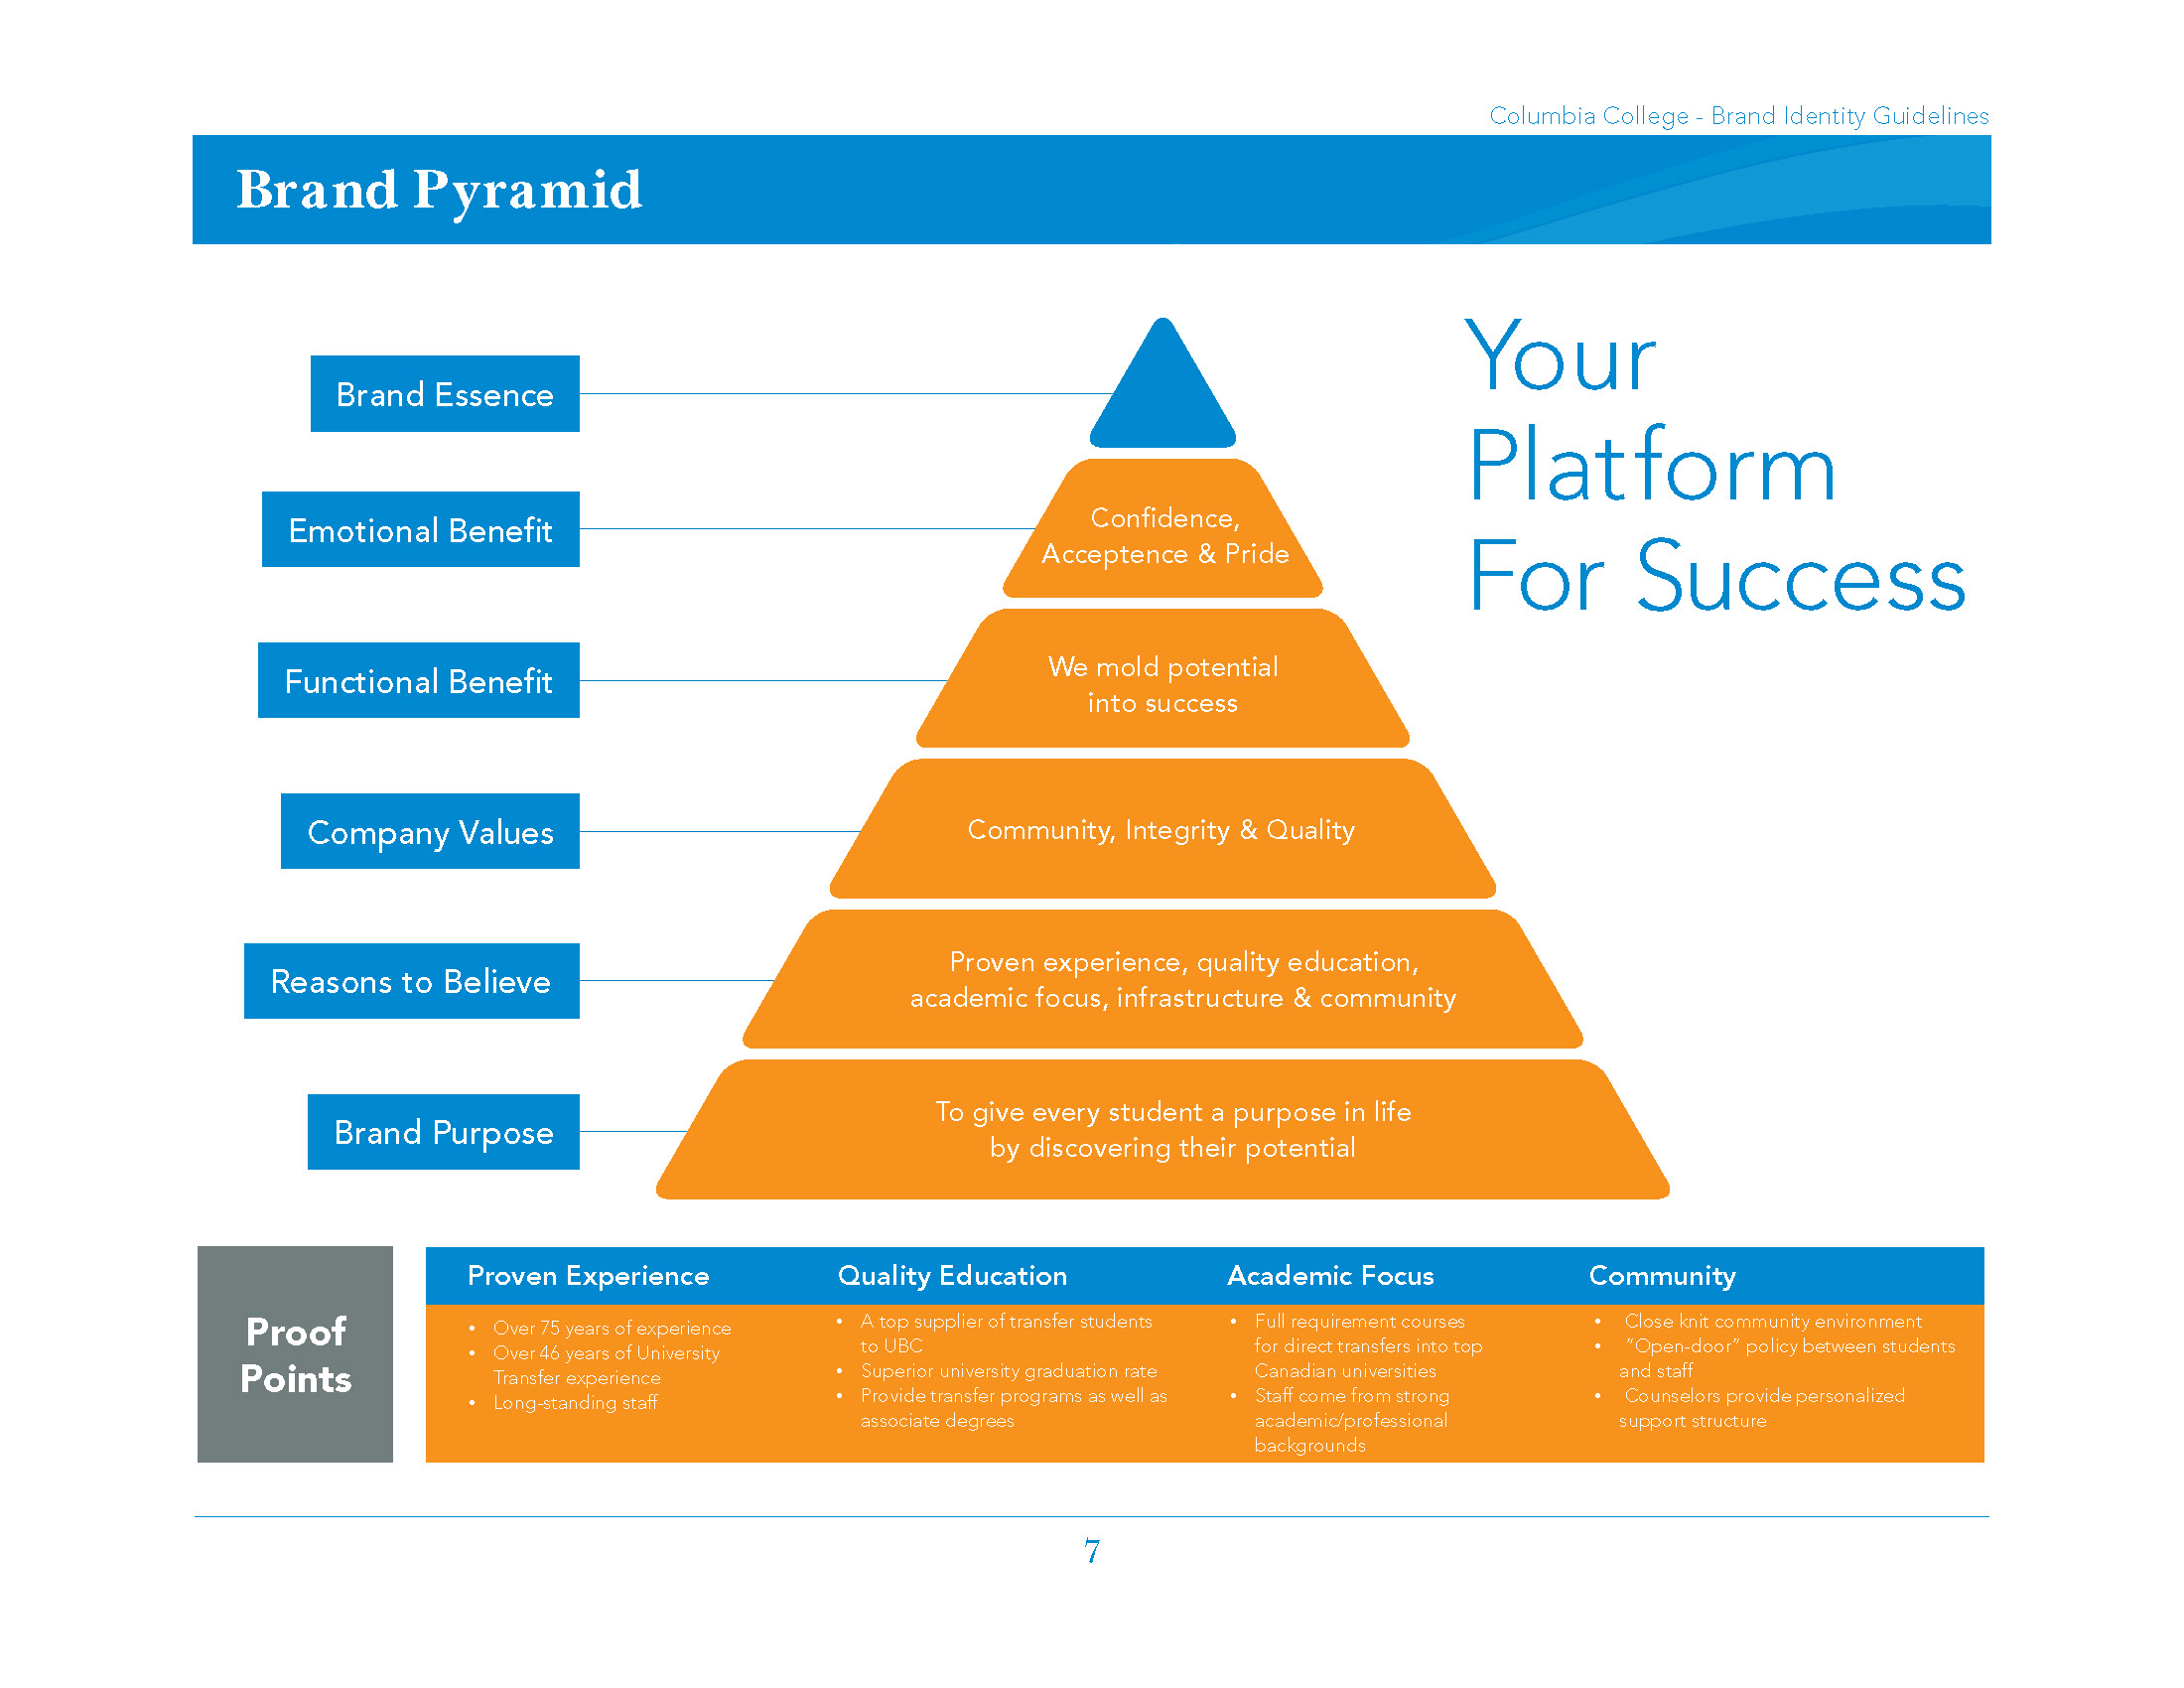 Columbia College - Brand Identity Guidelines
Brand Pyramid
Your
Platform
For Success
Brand Essence
Emotional Benefit
Confidence,
Acceptence & Pride
Functional Benefit
We mold potential
into success
Company Values
Community, Integrity & Quality
Reasons to Believe
Proven experience, quality education,
academic focus, infrastructure & community
Brand Purpose
To give every student a purpose in life
by discovering their potential
Proof
Points
Proven Experience
• Over 75 years of experience
• Over 46 years of University
Transfer experience
• Long-standing staff
Quality Education
• A top supplier of transfer students
to UBC
• Superior university graduation rate
• Provide transfer programs as well as
associate degrees
Academic Focus
• Full requirement courses
for direct transfers into top
Canadian universities
• Staff come from strong
academic/professional
backgrounds
Community
• Close knit community environment
• “Open-door” policy between students
and staff
• Counselors provide personalized
support structure
7